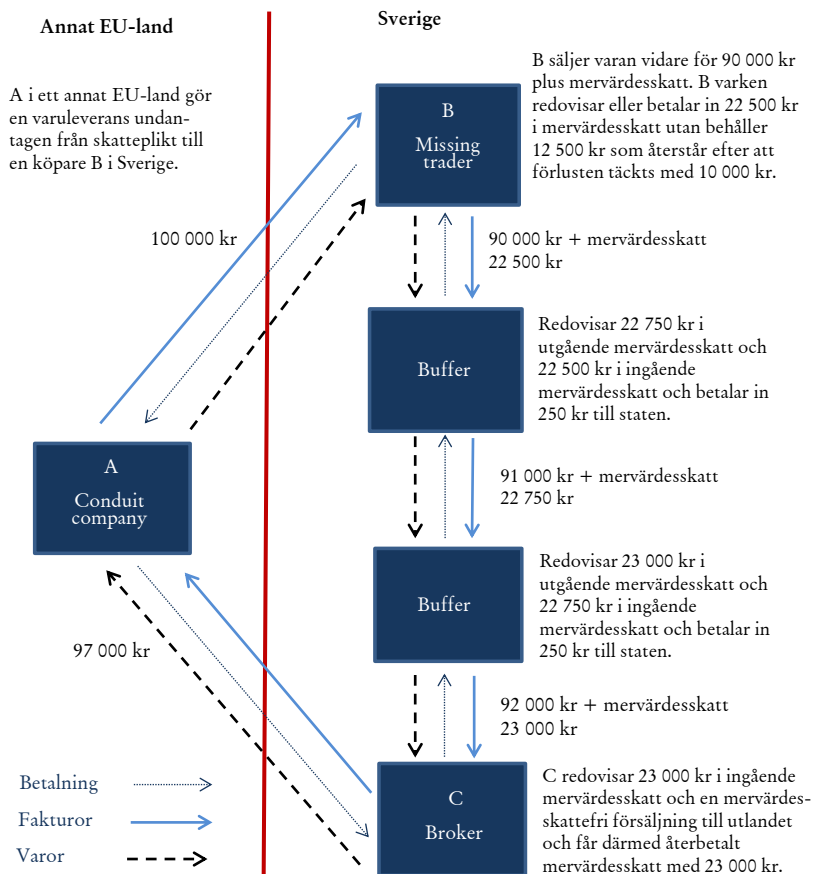 Annat EU-land
Sverige
A i ett annat EU-land gör
en varuleverans undan-
tagen från skatteplikt till
en köpare B i Sverige.
B
Missing
trader
B säljer varan vidare för 90 000 kr
plus mervärdesskatt. B varken
redovisar eller betalar in 22 500 kr
i mervärdesskatt utan behåller
12 500 kr som återstår efter att
förlusten täckts med 10 000 kr.
100 000 kr
90 000 kr + mervärdesskatt
22 500 kr
Buffer
Redovisar 22 750 kr i
utgående mervärdesskatt och
22 500 kr i ingående
mervärdesskatt och betalar in
250 kr till staten.
A
Conduit
company
91 000 kr + mervärdesskatt
22 750 kr
Buffer
Redovisar 23 000 kr i
utgående mervärdesskatt och
22 750 kr i ingående
mervärdesskatt och betalar in
250 kr till staten.
97 000 kr
92 000 kr + mervärdesskatt
23 000 kr
C
Broker
C redovisar 23 000 kr i ingående
mervärdesskatt och en mervärdes-
skattefri försäljning till utlandet
och får därmed återbetalt
mervärdesskatt med 23 000 kr.
Betalning
Fakturor
Varor